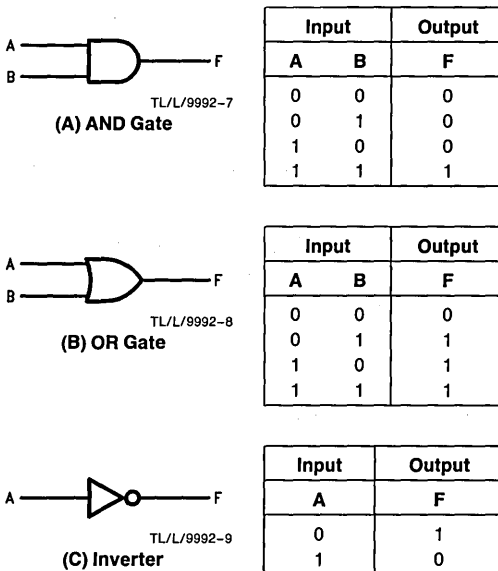 A
B
F
TL/L/9992-7
(A) AND Gate
Input Output
A B F
0 0 0
0 1 0
1 0 0
1 1 1
A
B
F
TL/L/9992-8
(B) OR Gate
Input Output
A B F
0 0 0
0 1 1
1 0 1
1 1 1
A F
TL/L/9992-9
(C) Inverter
Input Output
A F
0 1
1 0